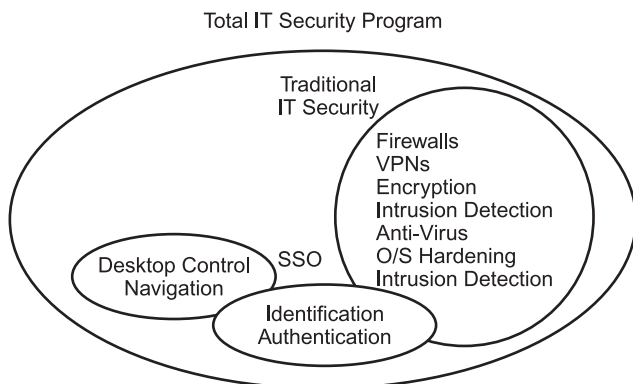 Total IT Security Program
Traditional
IT Security
Firewalls
VPNs
Encryption
Intrusion Detection
Anti-Virus
O/S Hardening
Intrusion Detection
SSO
Desktop Control
Navigation
Identification
Authentication